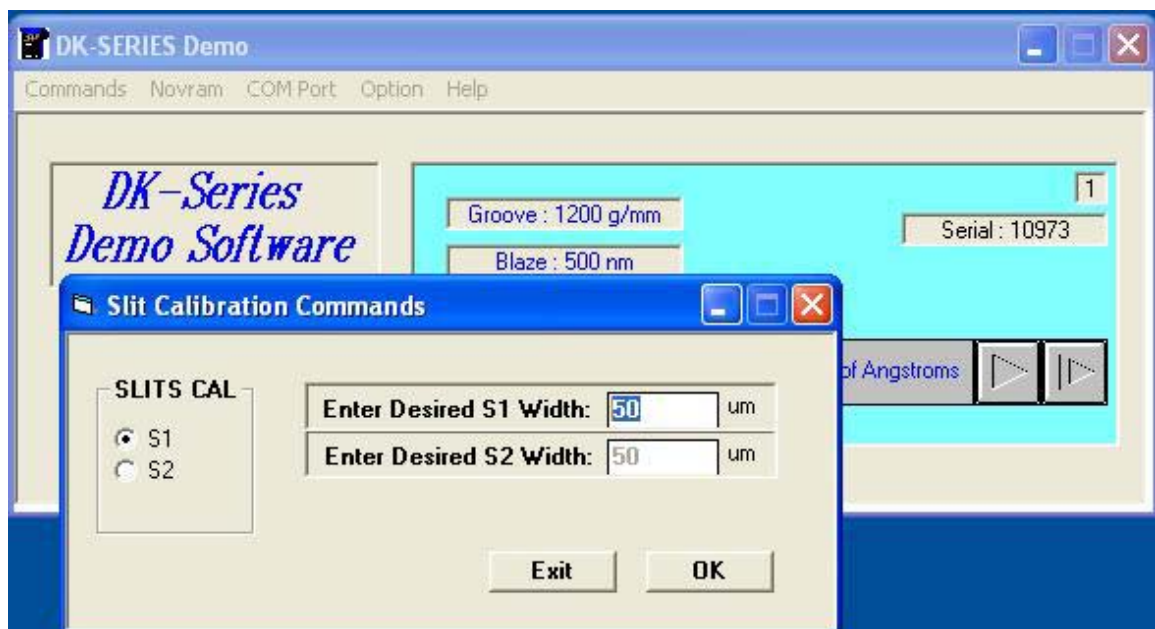 DK-SERIES Demo
Commands Novram COM Port Option Help
DK-Series
Demo Software
Groove : 1200 g/mm
Blaze : 500 nm
1
Serial : 10973
of Angstroms
Slit Calibration Commands
SLITS CAL
S1
S2
Enter Desired S1 Width: 50 um
Enter Desired S2 Width: 50 um
Exit OK